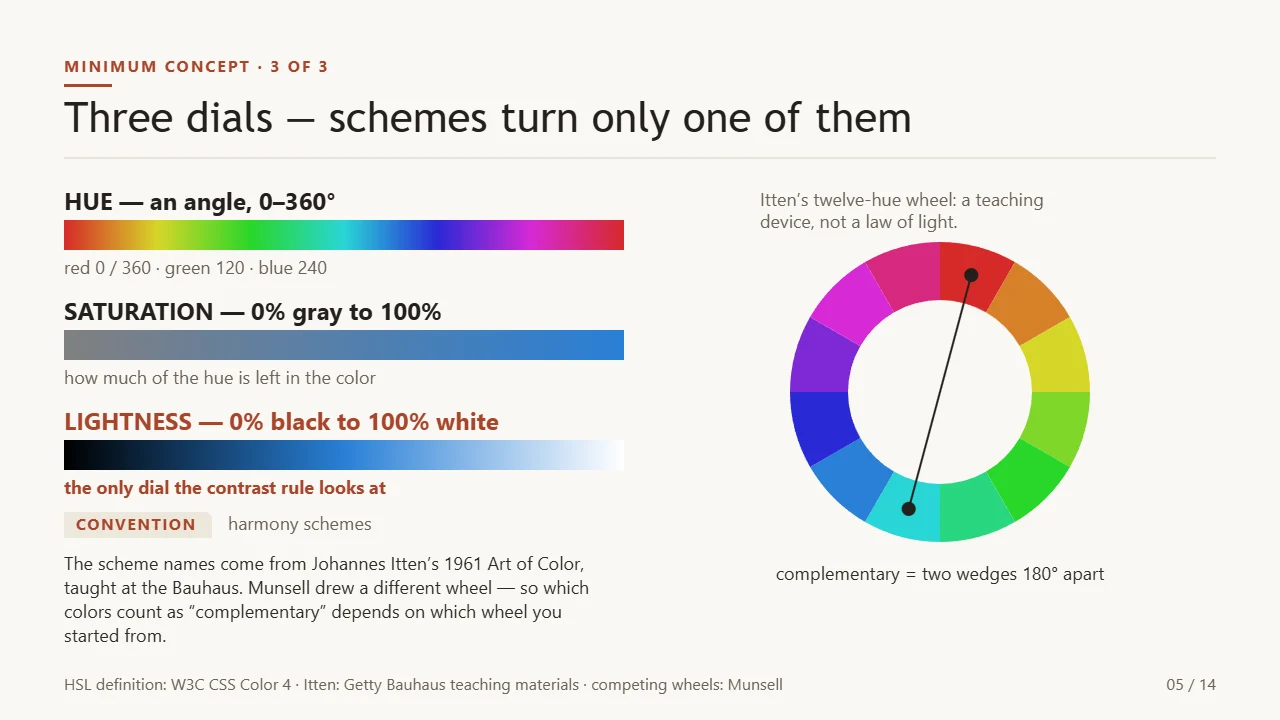 MINIMUM CONCEPT · 3 OF 3
Three dials — schemes turn only one of them
HUE — an angle, 0–360°
red 0 / 360 · green 120 · blue 240
SATURATION — 0% gray to 100%
how much of the hue is left in the color
LIGHTNESS — 0% black to 100% white
the only dial the contrast rule looks at
CONVENTION harmony schemes
The scheme names come from Johannes Itten’s 1961 Art of Color,
taught at the Bauhaus. Munsell drew a different wheel — so which
colors count as “complementary” depends on which wheel you
started from.
Itten’s twelve-hue wheel: a teaching
device, not a law of light.
complementary = two wedges 180° apart
HSL definition: W3C CSS Color 4 · Itten: Getty Bauhaus teaching materials · competing wheels: Munsell
05 / 14